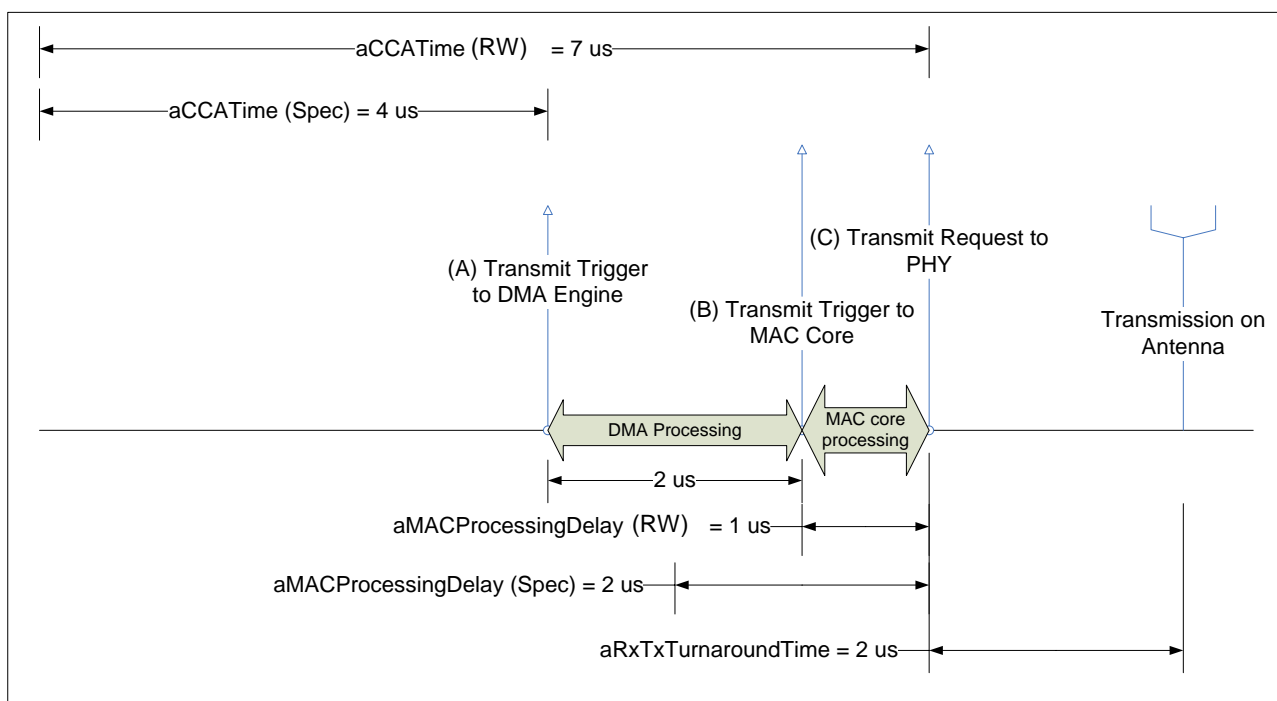 aCCATime (RW) = 7 us
aCCATime (Spec) = 4 us
(A) Transmit Trigger
to DMA Engine
(B) Transmit Trigger to
MAC Core
(C) Transmit Request to
PHY
Transmission on
Antenna
DMA Processing
MAC core
processing
2 us
aMACProcessingDelay (RW) = 1 us
aMACProcessingDelay (Spec) = 2 us
aRxTxTurnaroundTime = 2 us